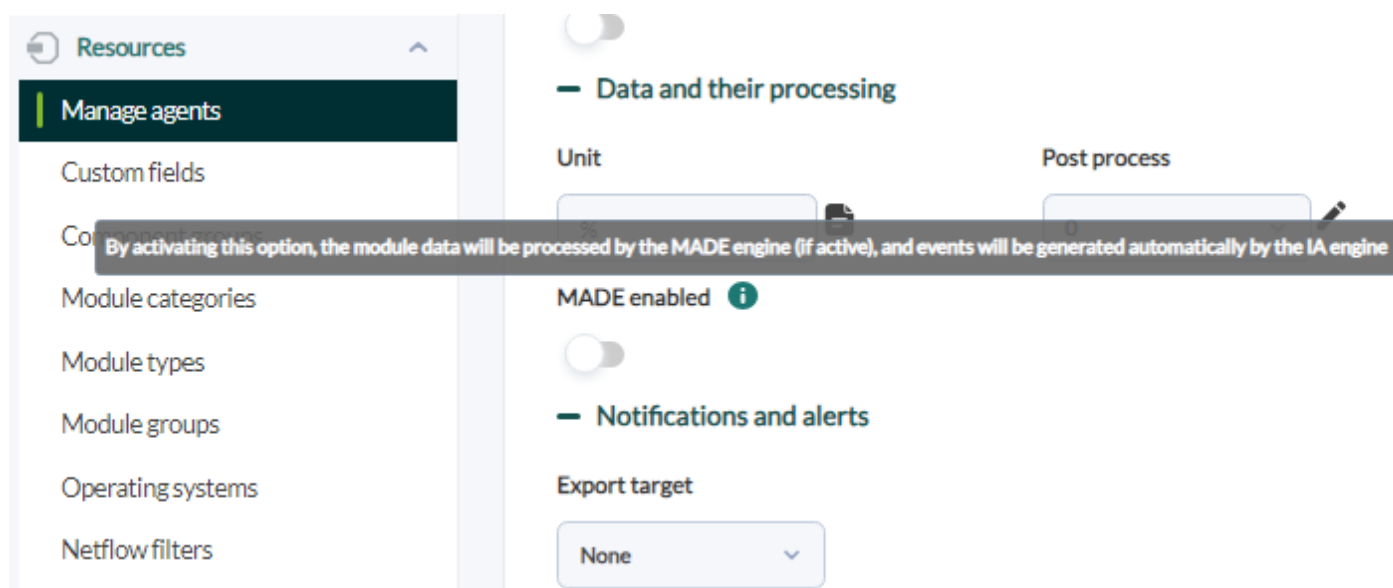 Resources
Manage agents
Custom fields
Component groups
Module categories
Module types
Module groups
Operating systems
Netflow filters
Data and their processing
Unit
Post process
%
0
By activating this option, the module data will be processed by the MADE engine (if active), and events will be generated automatically by the IA engine
MADE enabled
Notifications and alerts
Export target
None